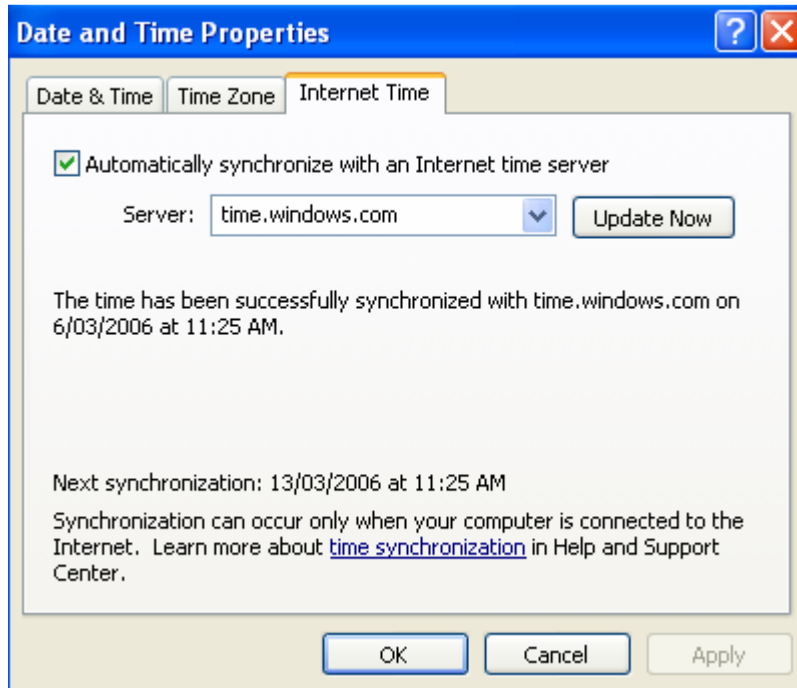 Date and Time Properties
Date & Time Time Zone Internet Time
Automatically synchronize with an Internet time server
Server: time.windows.com Update Now
The time has been successfully synchronized with time.windows.com on
6/03/2006 at 11:25 AM.
Next synchronization: 13/03/2006 at 11:25 AM
Synchronization can occur only when your computer is connected to the
Internet. Learn more about time synchronization in Help and Support
Center.
OK Cancel Apply